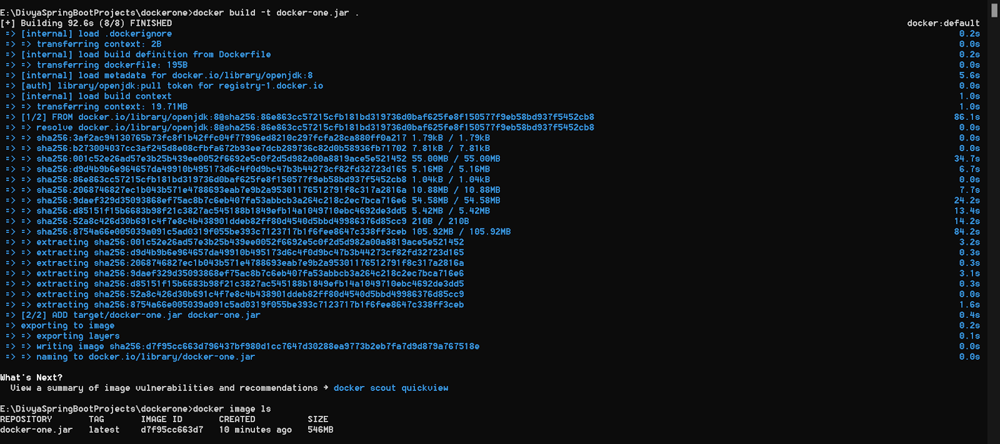 E:\DivyaSpringBootProjects\dockerone>docker build -t docker-one.jar .
[+] Building 92.6s (8/8) FINISHED docker:default
=> [internal] load .dockerignore 0.2s
=> => transferring context: 2B 0.0s
=> [internal] load build definition from Dockerfile 0.2s
=> => transferring dockerfile: 195B 0.0s
=> [internal] load metadata for docker.io/library/openjdk:8 5.6s
=> [auth] library/openjdk:pull token for registry-1.docker.io 0.0s
=> [internal] load build context 1.0s
=> => transferring context: 19.71MB 1.0s
=> [1/2] FROM docker.io/library/openjdk:8@sha256:86e863cc57215cfb181bd319736d0baf625fe8f150577f9eb58bd937f5452cb8 86.1s
=> => resolve docker.io/library/openjdk:8@sha256:86e863cc57215cfb181bd319736d0baf625fe8f150577f9eb58bd937f5452cb8 0.0s
=> => sha256:3af2ac94130765b73fc8f1b42ffc04f77996ed8210c297fcfa28ca880ff0a217 1.79kB / 1.79kB 0.0s
=> => sha256:b273004037cc3af245d8e08cfbfa672b93ee7dcb289736c82d0b58936fb71702 7.81kB / 7.81kB 0.0s
=> => sha256:001c52e26ad57e3b25b439ee0052f6692e5c0f2d5d982a00a8819ace5e521452 55.00MB / 55.00MB 34.7s
=> => sha256:d9d4b9b6e964657da49910b495173d6c4f0d9bc47b3b44273cf82fd32723d165 5.16MB / 5.16MB 6.7s
=> => sha256:86e863cc57215cfb181bd319736d0baf625fe8f150577f9eb58bd937f5452cb8 1.04kB / 1.04kB 0.0s
=> => sha256:2068746827ec1b043b571e4788693eab7e9b2a95301176512791f8c317a2816a 10.88MB / 10.88MB 7.7s
=> => sha256:9daef329d35093868ef75ac8b7c6eb407fa53abbcb3a264c218c2ec7bca716e6 54.58MB / 54.58MB 24.2s
=> => sha256:d85151f15b6683b98f21c3827ac545188b1849efb14a1049710ebc4692de3dd5 5.42MB / 5.42MB 13.4s
=> => sha256:52a8c426d30b691c4f7e8c4b438901ddeb82ff80d4540d5bbd49986376d85cc9 210B / 210B 14.2s
=> => sha256:8754a66e005039a091c5ad0319f055be393c7123717b1f6fee8647c338ff3ceb 105.92MB / 105.92MB 84.2s
=> => extracting sha256:001c52e26ad57e3b25b439ee0052f6692e5c0f2d5d982a00a8819ace5e521452 3.2s
=> => extracting sha256:d9d4b9b6e964657da49910b495173d6c4f0d9bc47b3b44273cf82fd32723d165 0.3s
=> => extracting sha256:2068746827ec1b043b571e4788693eab7e9b2a95301176512791f8c317a2816a 0.3s
=> => extracting sha256:9daef329d35093868ef75ac8b7c6eb407fa53abbcb3a264c218c2ec7bca716e6 3.1s
=> => extracting sha256:d85151f15b6683b98f21c3827ac545188b1849efb14a1049710ebc4692de3dd5 0.3s
=> => extracting sha256:52a8c426d30b691c4f7e8c4b438901ddeb82ff80d4540d5bbd49986376d85cc9 0.0s
=> => extracting sha256:8754a66e005039a091c5ad0319f055be393c7123717b1f6fee8647c338ff3ceb 1.6s
=> [2/2] ADD target/docker-one.jar docker-one.jar 0.4s
=> exporting to image 0.2s
=> => exporting layers 0.1s
=> => writing image sha256:d7f95cc663d796437bf980d1cc7647d30288ea9773b2eb7fa7d9d879a767518e 0.0s
=> => naming to docker.io/library/docker-one.jar 0.0s
What's Next?
View a summary of image vulnerabilities and recommendations → docker scout quickview
E:\DivyaSpringBootProjects\dockerone>docker image ls
REPOSITORY TAG IMAGE ID CREATED SIZE
docker-one.jar latest d7f95cc663d7 10 minutes ago 546MB